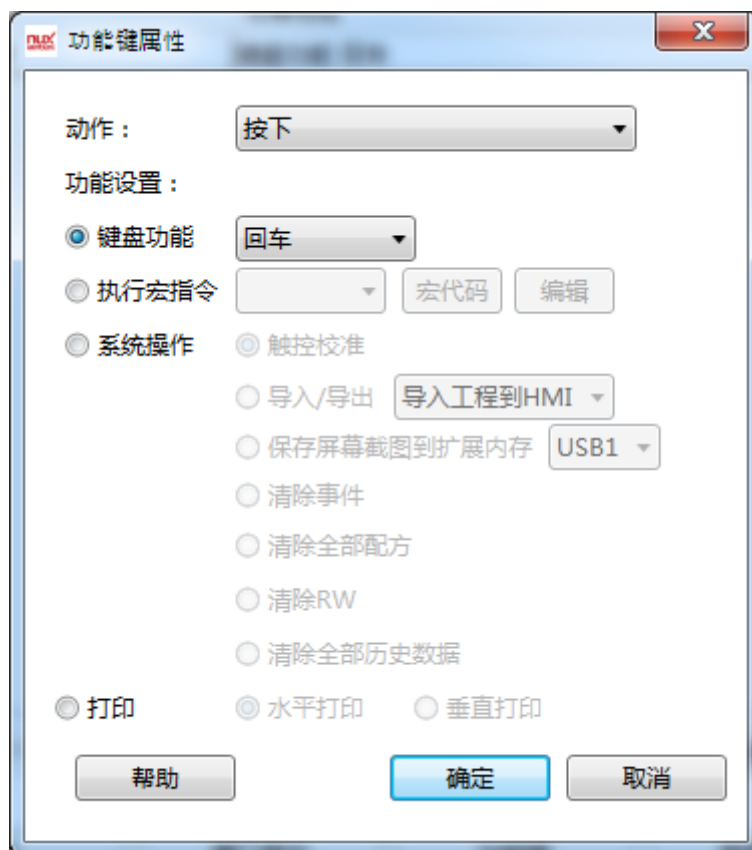 nux 功能键属性
动作： 按下
功能设置：
键盘功能 回车
执行宏指令 宏代码 编辑
系统操作 触控校准
导入/导出 导入工程到HMI
保存屏幕截图到扩展内存 USB1
清除事件
清除全部配方
清除RW
清除全部历史数据
打印 水平打印 垂直打印
帮助 确定 取消